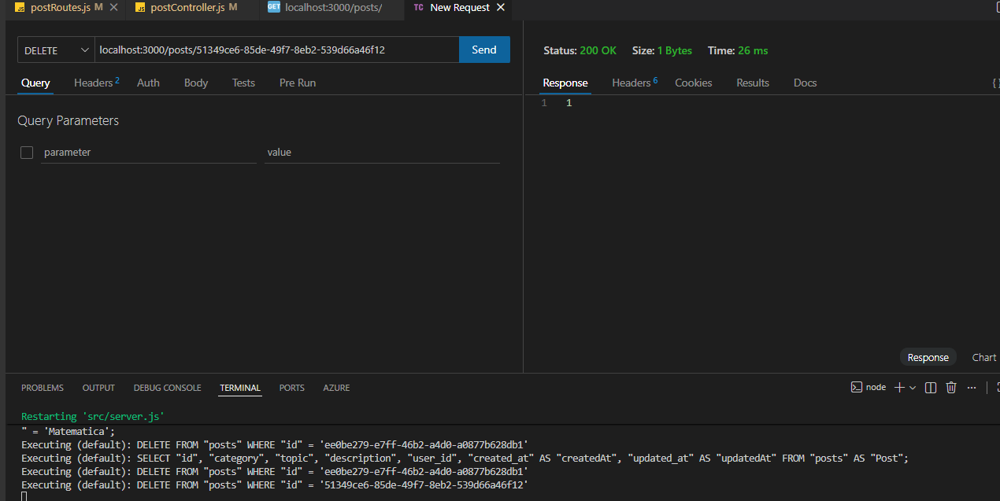 JS postRoutes.js M JS postController.js M GET localhost:3000/posts/ TC New Request
DELETE localhost:3000/posts/51349ce6-85de-49f7-8eb2-539d66a46f12 Send
Status: 200 OK Size: 1 Bytes Time: 26 ms
Query Headers 2 Auth Body Tests Pre Run
Response Headers 6 Cookies Results Docs { }
1 1
Query Parameters
parameter value
Response Chart
PROBLEMS OUTPUT DEBUG CONSOLE TERMINAL PORTS AZURE
node
Restarting 'src/server.js'
" = 'Matematica';
Executing (default): DELETE FROM "posts" WHERE "id" = 'ee0be279-e7ff-46b2-a4d0-a0877b628db1'
Executing (default): SELECT "id", "category", "topic", "description", "user_id", "created_at" AS "createdAt", "updated_at" AS "updatedAt" FROM "posts" AS "Post";
Executing (default): DELETE FROM "posts" WHERE "id" = 'ee0be279-e7ff-46b2-a4d0-a0877b628db1'
Executing (default): DELETE FROM "posts" WHERE "id" = '51349ce6-85de-49f7-8eb2-539d66a46f12'